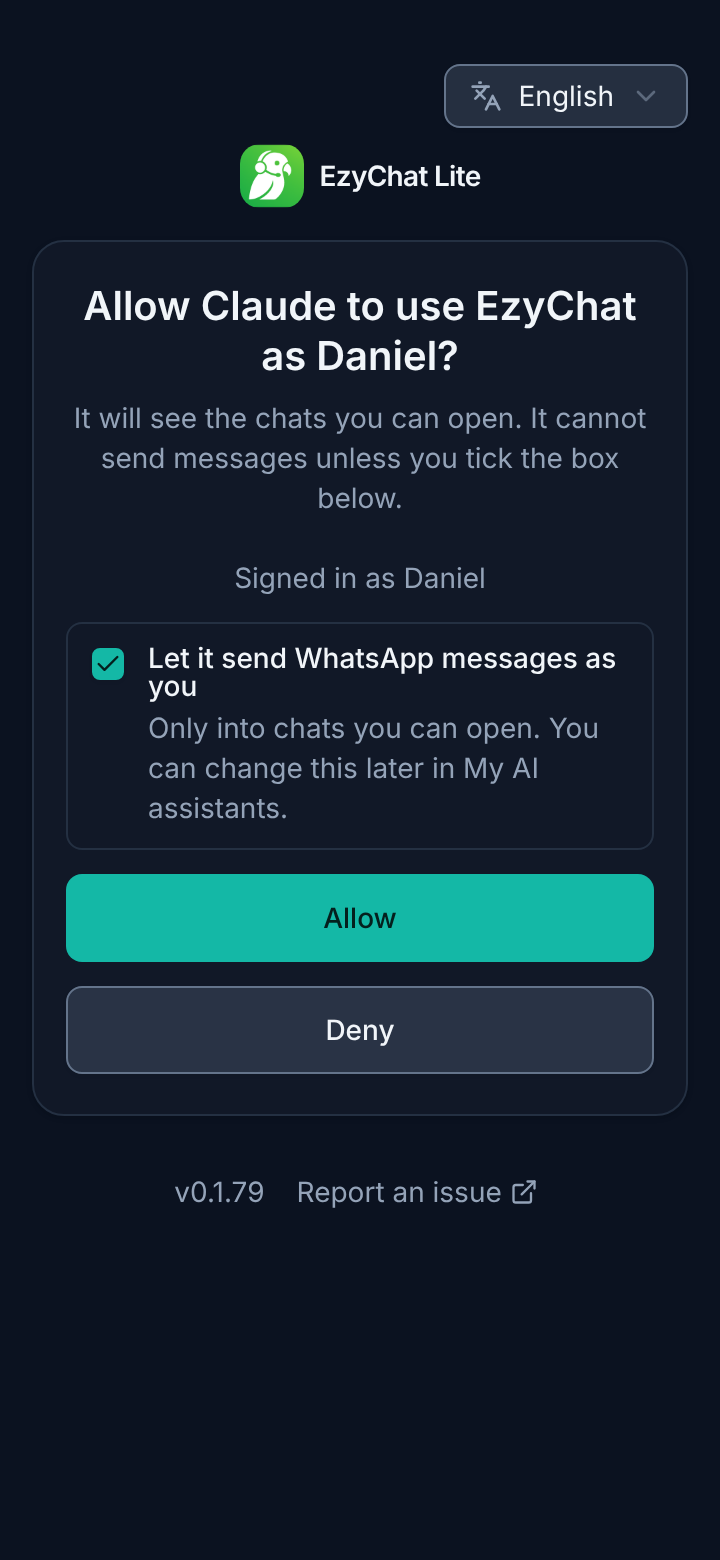 English
EzyChat Lite
Allow Claude to use EzyChat
as Daniel?
It will see the chats you can open. It cannot
send messages unless you tick the box
below.
Signed in as Daniel
Let it send WhatsApp messages as
you
Only into chats you can open. You
can change this later in My AI
assistants.
Allow
Deny
v0.1.79 Report an issue